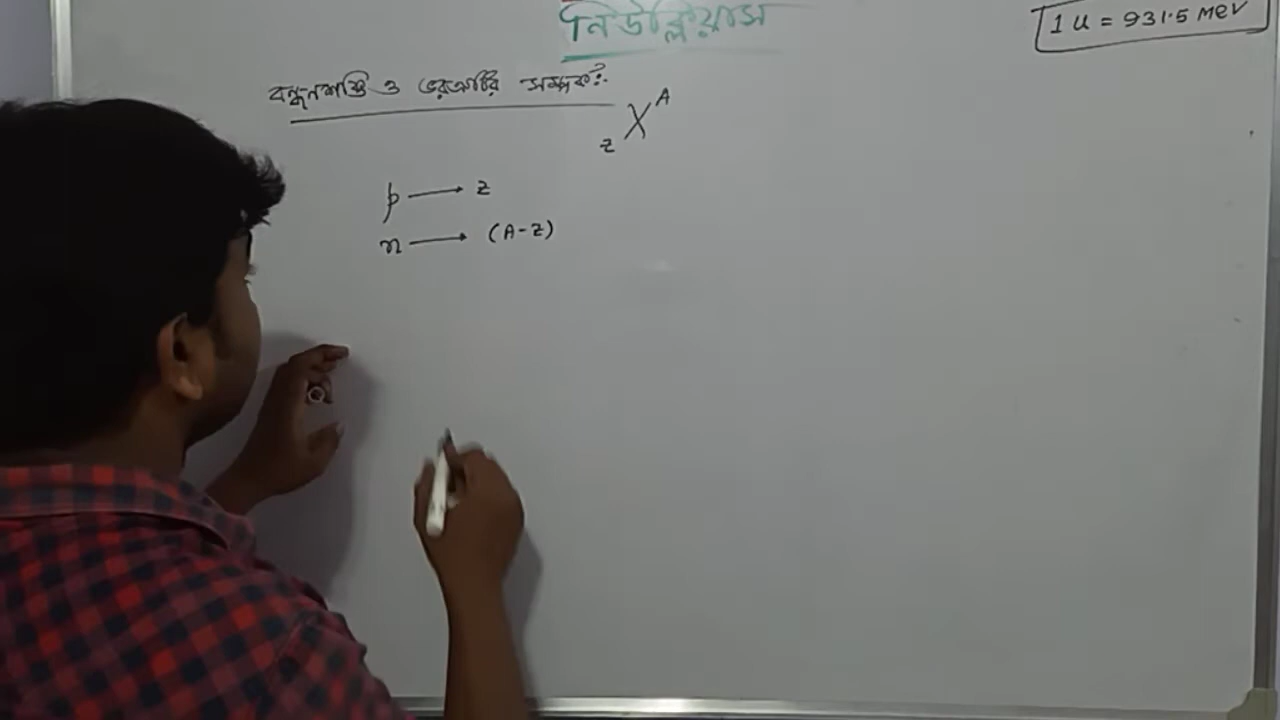 নিউক্লিয়াস
1 u = 931.5 MeV
বন্ধনশক্তি ও ভরত্রুটির সম্পর্ক:-
zX^A
p → z
n → (A-z)